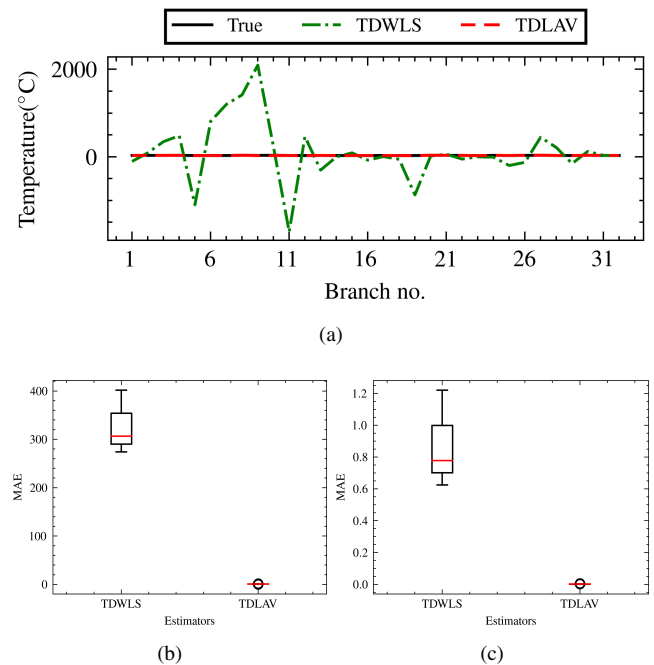 True TDWLS TDLAV
2000
0
Temperature(°C)
1 6 11 16 21 26 31
Branch no.
(a)
400
300
200
100
0
MAE
TDWLS TDLAV
Estimators
(b)
1.2
1.0
0.8
0.6
0.4
0.2
0.0
MAE
TDWLS TDLAV
Estimators
(c)